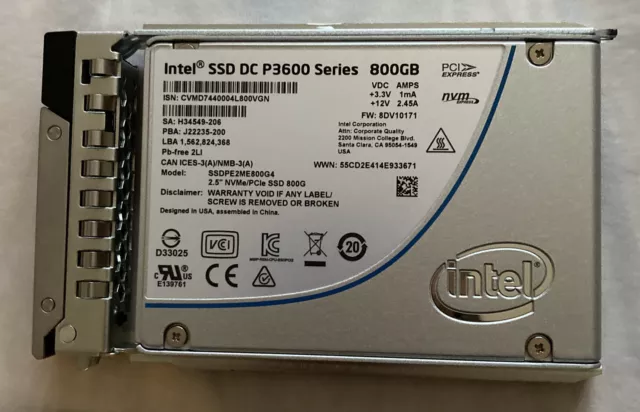 Intel® SSD DC P3600 Series 800GB
ISN: CVMD7440004L800VGN
SA: H34549-206
PBA: J22235-200
LBA 1,562,824,368
Pb-free 2LI
CAN ICES-3(A)/NMB-3(A)
Model: SSDPE2ME800G4
2.5" NVMe/PCIe SSD 800G
Disclaimer: WARRANTY VOID IF ANY LABEL/
SCREW IS REMOVED OR BROKEN
Designed in USA, assembled in China.
VDC AMPS
+3.3V 1mA
+12V 2.45A
FW: 8DV10171
PCI EXPRESS
nvm EXPRESS
Intel Corporation
Attn: Corporate Quality
2200 Mission College Blvd.
Santa Clara, CA 95054-1549
USA
WWN: 55CD2E414E933671
D33025
VCI
20
C UL US
E139761
CE
intel